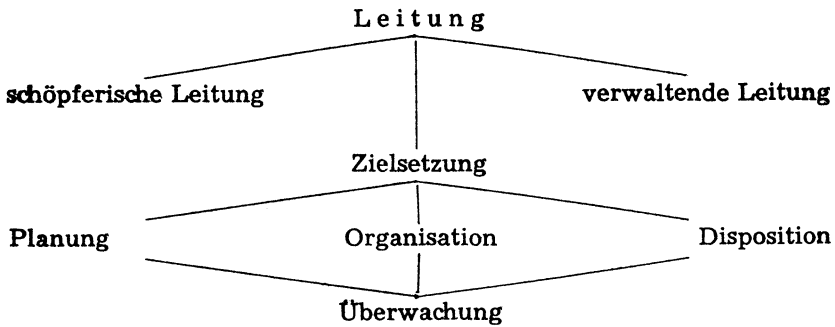 Leitung
schöpferische Leitung verwaltende Leitung
Zielsetzung
Planung Organisation Disposition
Überwachung